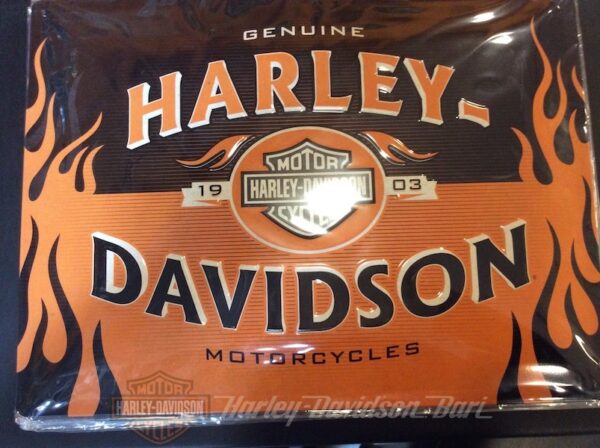 GENUINE
HARLEY-
MOTOR
19 HARLEY-DAVIDSON 03
CYCLES
DAVIDSON
MOTORCYCLES
MOTOR
HARLEY-DAVIDSON
CYCLES
Harley-Davidson Bari